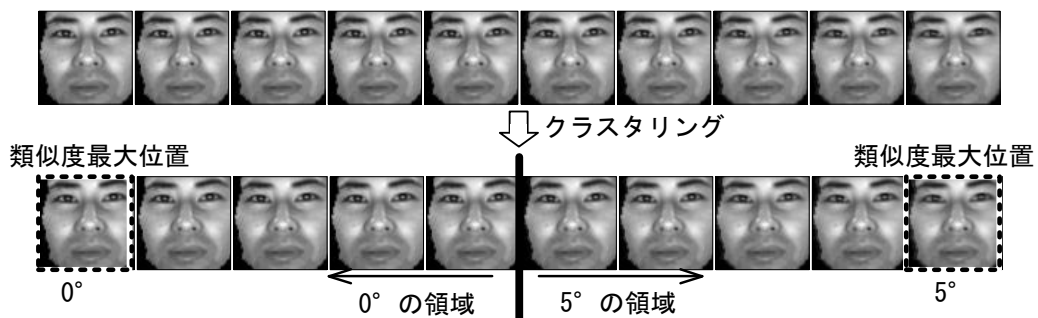 クラスタリング
類似度最大位置
類似度最大位置
0° の領域
5° の領域
0°
5°